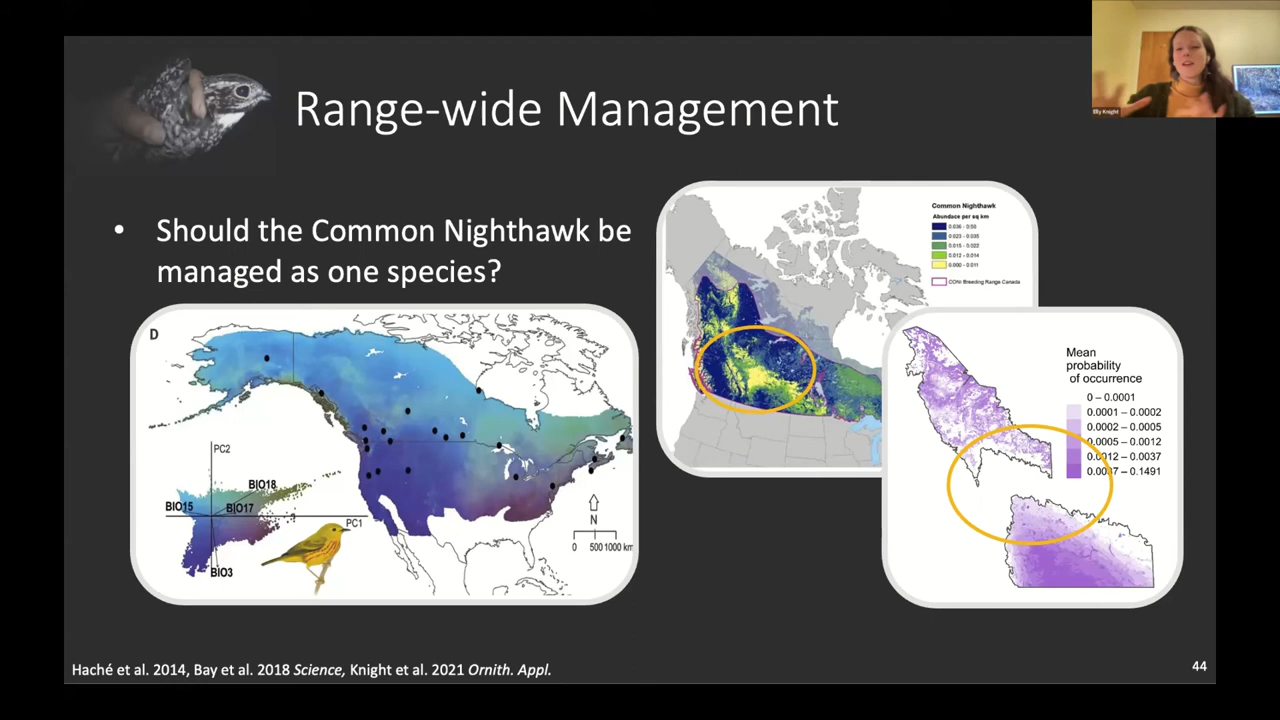 Elly Knight
Range-wide Management
• Should the Common Nighthawk be
managed as one species?
D
PC2
BIO18
BIO15
BIO17
PC1
BIO3
N
0 500 1000 km
Common Nighthawk
Abundace per sq km
0.036 - 0.50
0.023 - 0.035
0.015 - 0.022
0.012 - 0.014
0.000 - 0.011
CONI Breeding Range Canada
Mean
probability
of occurrence
0 – 0.0001
0.0001 – 0.0002
0.0002 – 0.0005
0.0005 – 0.0012
0.0012 – 0.0037
0.0037 – 0.1491
Haché et al. 2014, Bay et al. 2018 Science, Knight et al. 2021 Ornith. Appl.
44